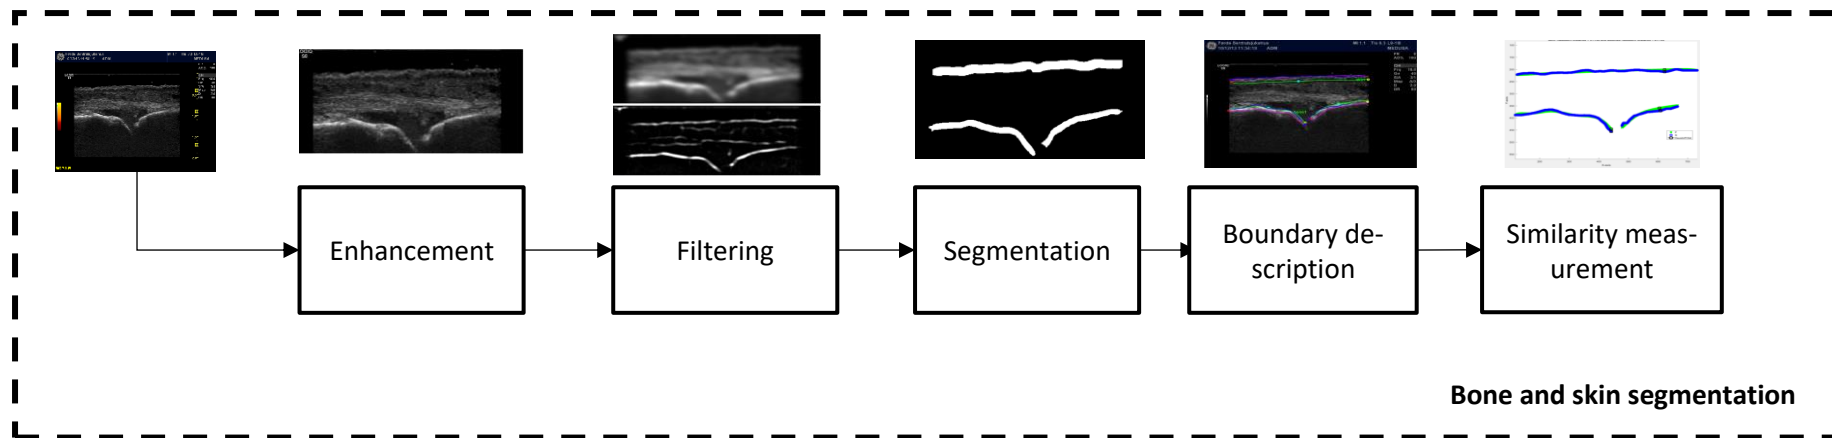 Enhancement
Filtering
Segmentation
Boundary de-
scription
Similarity meas-
urement
Bone and skin segmentation